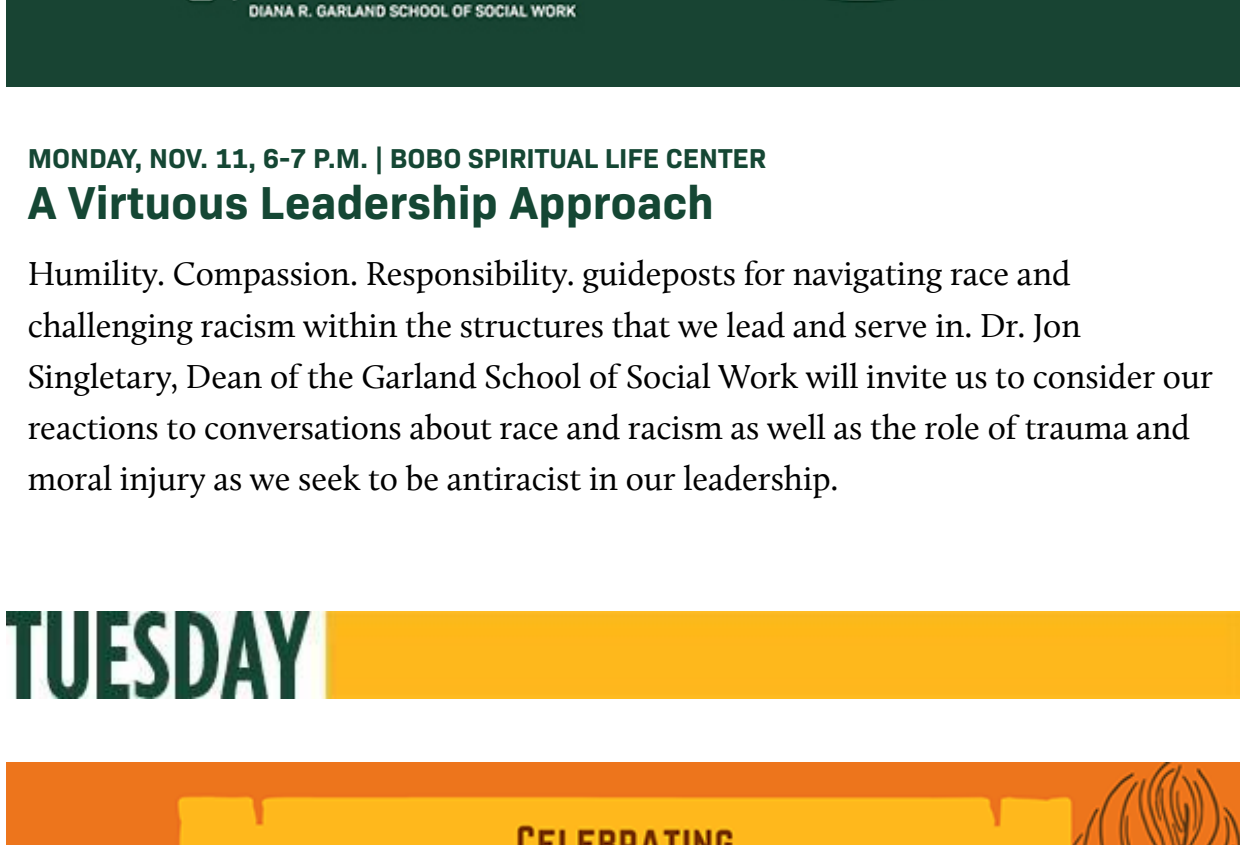 DIANA R. GARLAND SCHOOL OF SOCIAL WORK
MONDAY, NOV. 11, 6-7 P.M. | BOBO SPIRITUAL LIFE CENTER
A Virtuous Leadership Approach
Humility. Compassion. Responsibility. guideposts for navigating race and
challenging racism within the structures that we lead and serve in. Dr. Jon
Singletary, Dean of the Garland School of Social Work will invite us to consider our
reactions to conversations about race and racism as well as the role of trauma and
moral injury as we seek to be antiracist in our leadership.
TUESDAY
CELEBRATING